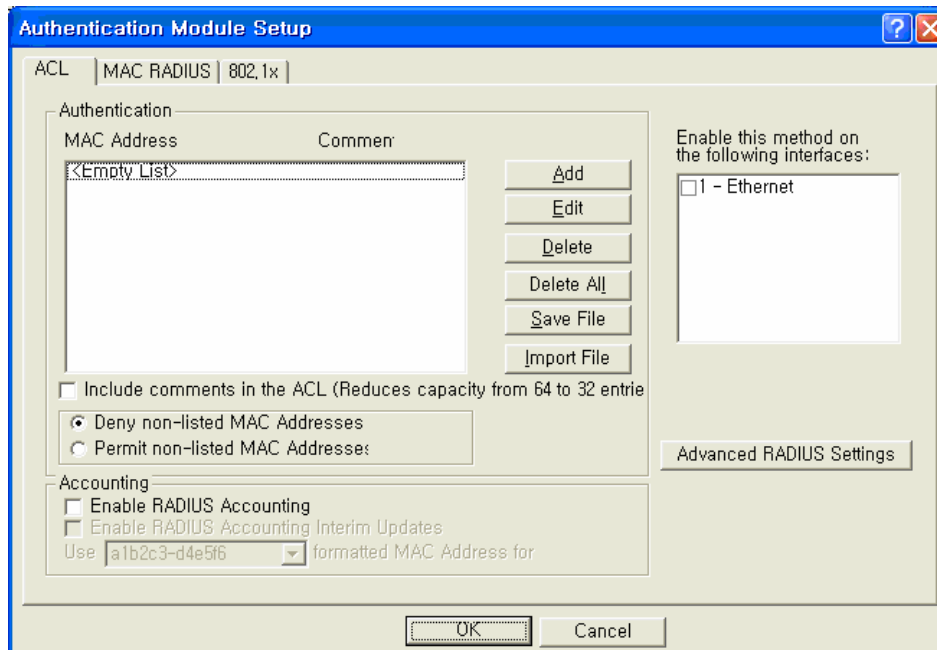 Authentication Module Setup
ACL
MAC RADIUS
802.1x
Authentication
MAC Address Commen
<Empty List>
Add
Edit
Delete
Delete All
Save File
Import File
Include comments in the ACL (Reduces capacity from 64 to 32 entrie
Deny non-listed MAC Addresses
Permit non-listed MAC Addresses
Enable this method on
the following interfaces:
1 - Ethernet
Advanced RADIUS Settings
Accounting
Enable RADIUS Accounting
Enable RADIUS Accounting Interim Updates
Use a1b2c3-d4e5f6 formatted MAC Address for
OK
Cancel